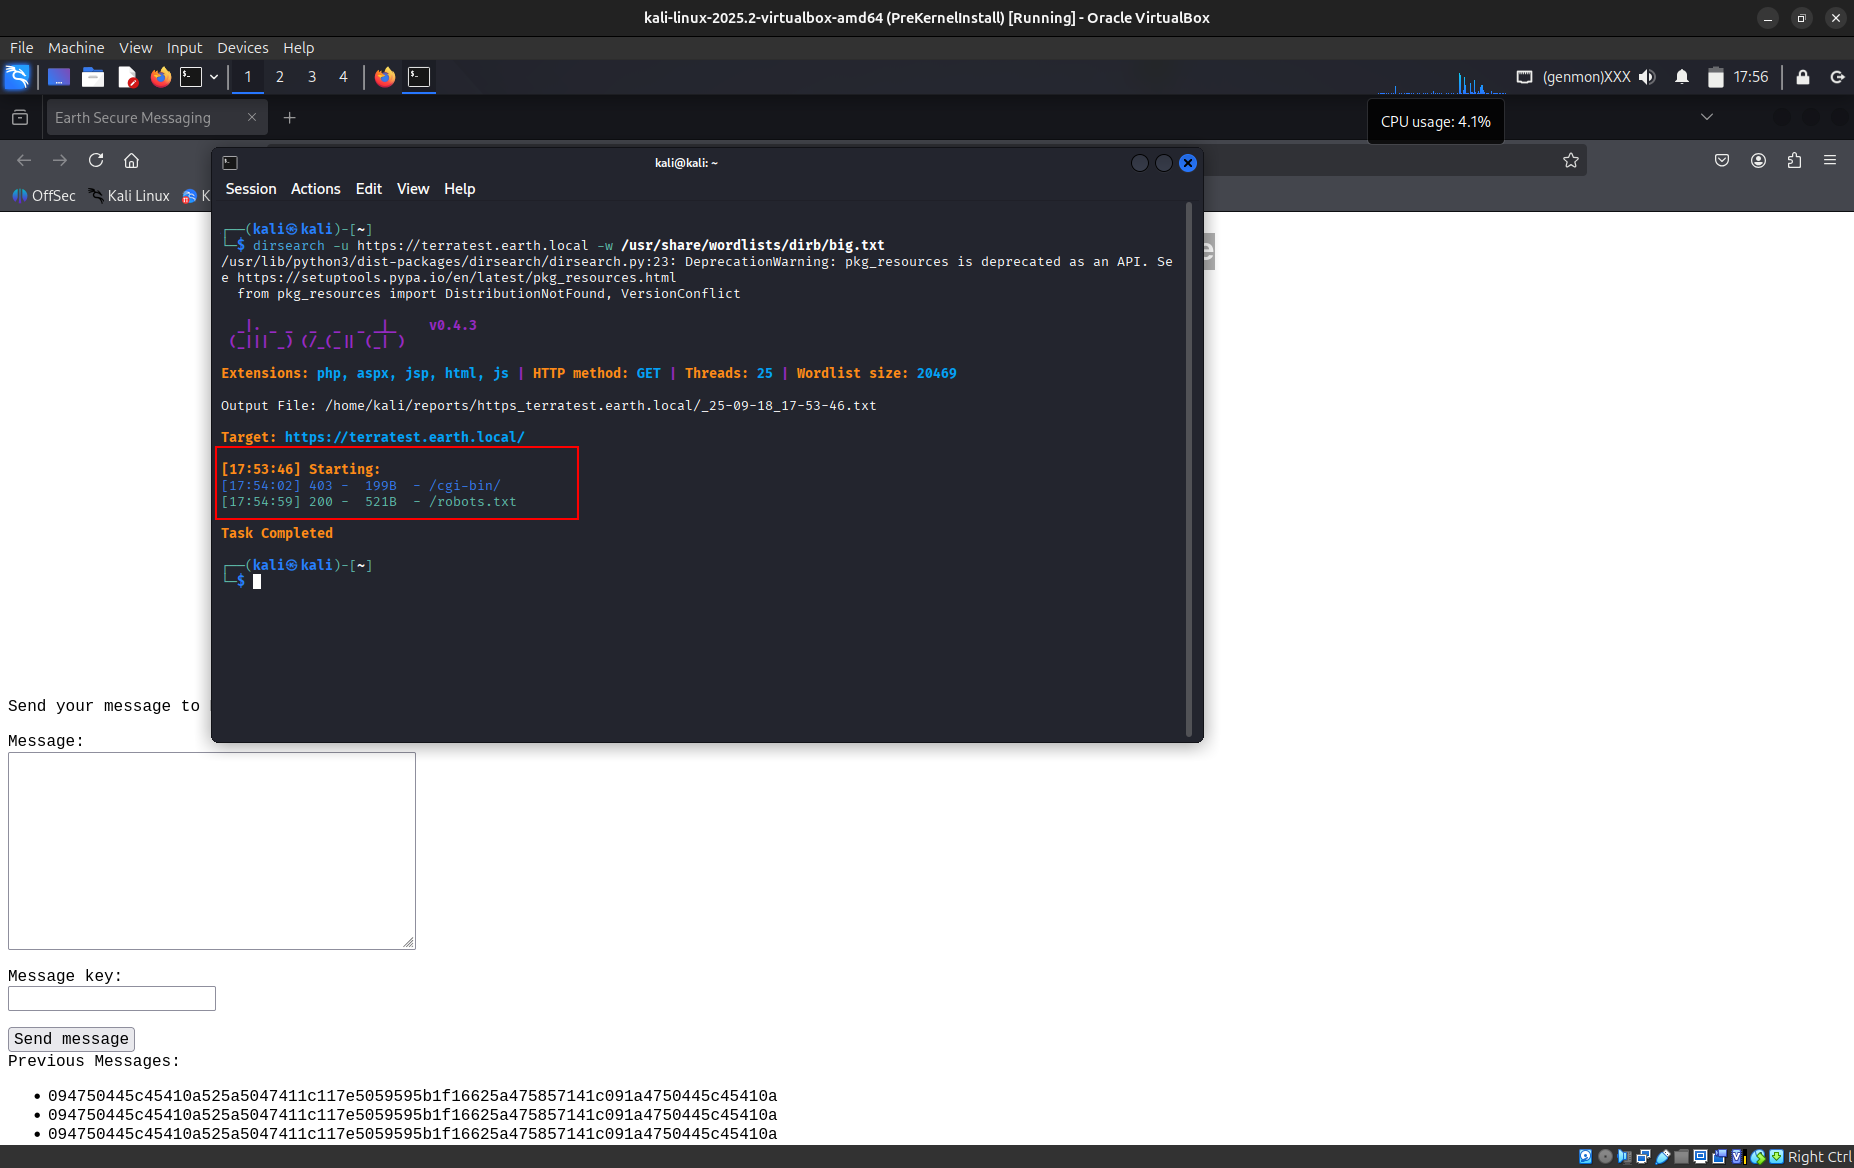 kali-linux-2025.2-virtualbox-amd64 (PreKernelInstall) [Running] - Oracle VirtualBox
File Machine View Input Devices Help
1 2 3 4 (genmon)XXX 17:56
Earth Secure Messaging
CPU usage: 4.1%
kali@kali: ~
Session Actions Edit View Help
OffSec Kali Linux K
┌──(kali㉿kali)-[~]
└─$ dirsearch -u https://terratest.earth.local -w /usr/share/wordlists/dirb/big.txt
/usr/lib/python3/dist-packages/dirsearch/dirsearch.py:23: DeprecationWarning: pkg_resources is deprecated as an API. Se
e https://setuptools.pypa.io/en/latest/pkg_resources.html
from pkg_resources import DistributionNotFound, VersionConflict
_|. _ _ _ _ _ _|_ v0.4.3
(_||| _) (/_(_|| (_| )
Extensions: php, aspx, jsp, html, js | HTTP method: GET | Threads: 25 | Wordlist size: 20469
Output File: /home/kali/reports/https_terratest.earth.local/_25-09-18_17-53-46.txt
Target: https://terratest.earth.local/
[17:53:46] Starting:
[17:54:02] 403 - 199B - /cgi-bin/
[17:54:59] 200 - 521B - /robots.txt
Task Completed
┌──(kali㉿kali)-[~]
└─$
e
Send your message to
Message:
Message key:
Send message
Previous Messages:
• 094750445c45410a525a5047411c117e5059595b1f16625a475857141c091a4750445c45410a
• 094750445c45410a525a5047411c117e5059595b1f16625a475857141c091a4750445c45410a
• 094750445c45410a525a5047411c117e5059595b1f16625a475857141c091a4750445c45410a
Right Ctrl